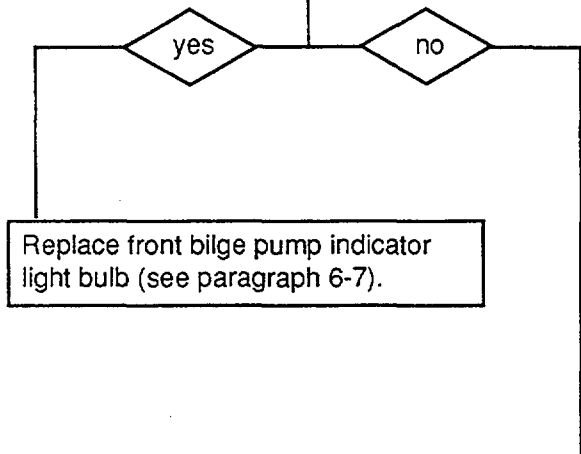 yes
no
Replace front bilge pump indicator
light bulb (see paragraph 6-7).